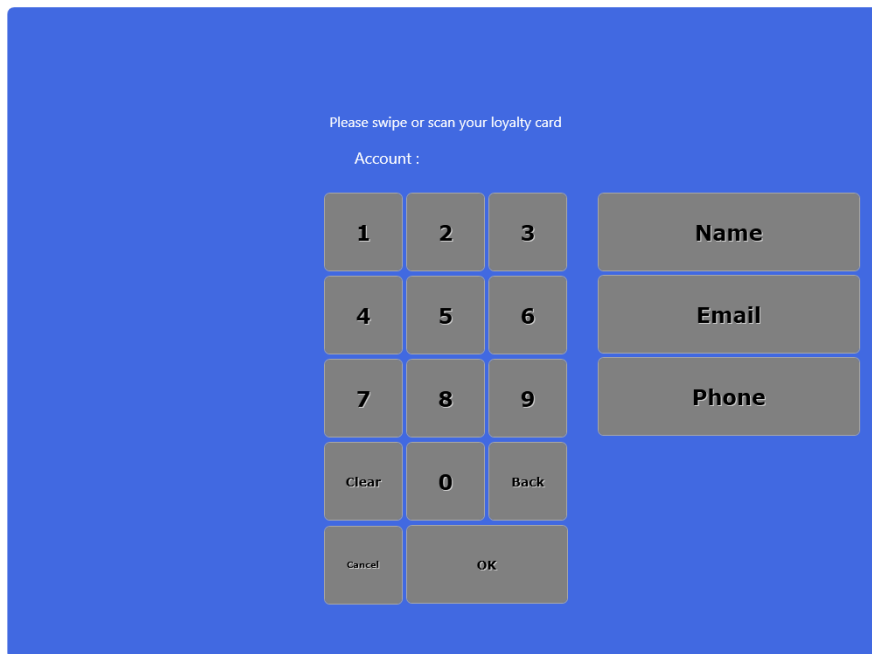 Please swipe or scan your loyalty card
Account :
1 2 3 Name
4 5 6 Email
7 8 9 Phone
Clear 0 Back
Cancel OK